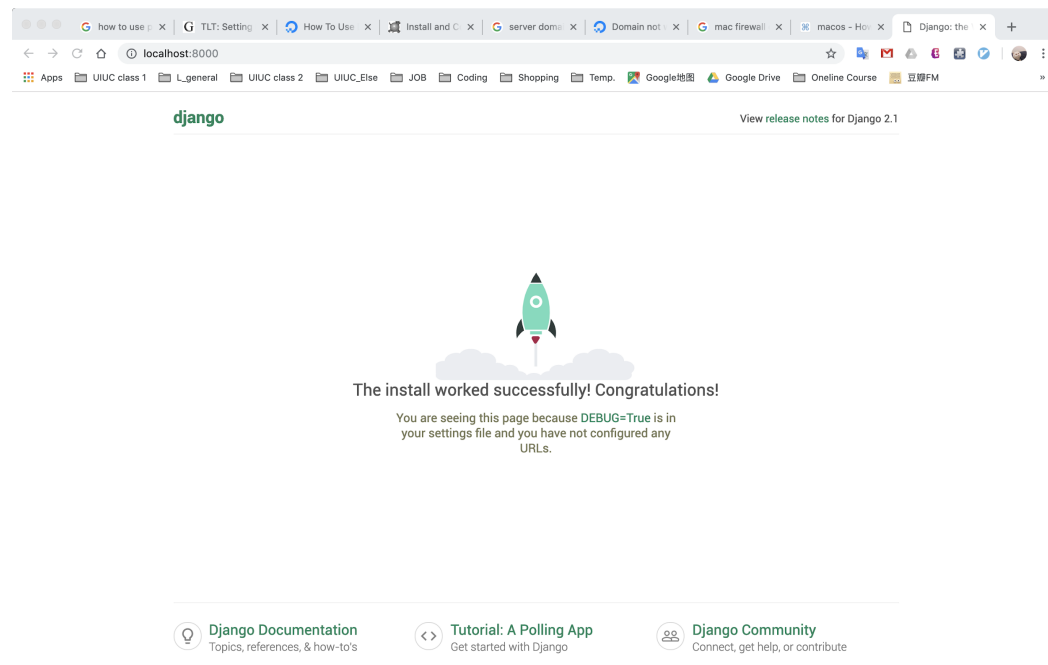 how to use p
TLT: Setting
How To Use
Install and C
server doma
Domain not
mac firewall
macos - How
Django: the
localhost:8000
Apps
UIUC class 1
L_general
UIUC class 2
UIUC_Else
JOB
Coding
Shopping
Temp.
Google地图
Google Drive
Oneline Course
豆瓣FM
»
django
View release notes for Django 2.1
The install worked successfully! Congratulations!
You are seeing this page because DEBUG=True is in
your settings file and you have not configured any
URLs.
Django Documentation
Topics, references, & how-to's
Tutorial: A Polling App
Get started with Django
Django Community
Connect, get help, or contribute